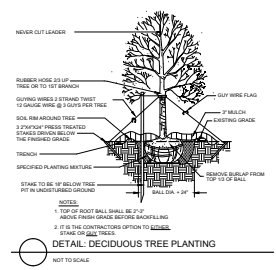 NEVER CUT LEADER
RUBBER HOSE 2/3 UP
TREE OR TO 1ST BRANCH
GUYING WIRES 2 STRAND TWIST
12 GAUGE WIRE @ 3 GUYS PER TREE
SOIL RIM AROUND TREE
3 2"X4"X24" PRESS TREATED
STAKES DRIVEN BELOW
THE FINISHED GRADE
TRENCH
SPECIFIED PLANTING MIXTURE
STAKE TO BE 18" BELOW TREE
PIT IN UNDISTURBED GROUND
GUY WIRE FLAG
3" MULCH
EXISTING GRADE
REMOVE BURLAP FROM
TOP 1/3 OF BALL
BALL DIA. + 24"
NOTES:
1. TOP OF ROOT BALL SHALL BE 2"-3"
ABOVE FINISH GRADE BEFORE BACKFILLING
2. IT IS THE CONTRACTORS OPTION TO EITHER
STAKE OR GUY TREES.
DETAIL: DECIDUOUS TREE PLANTING
NOT TO SCALE